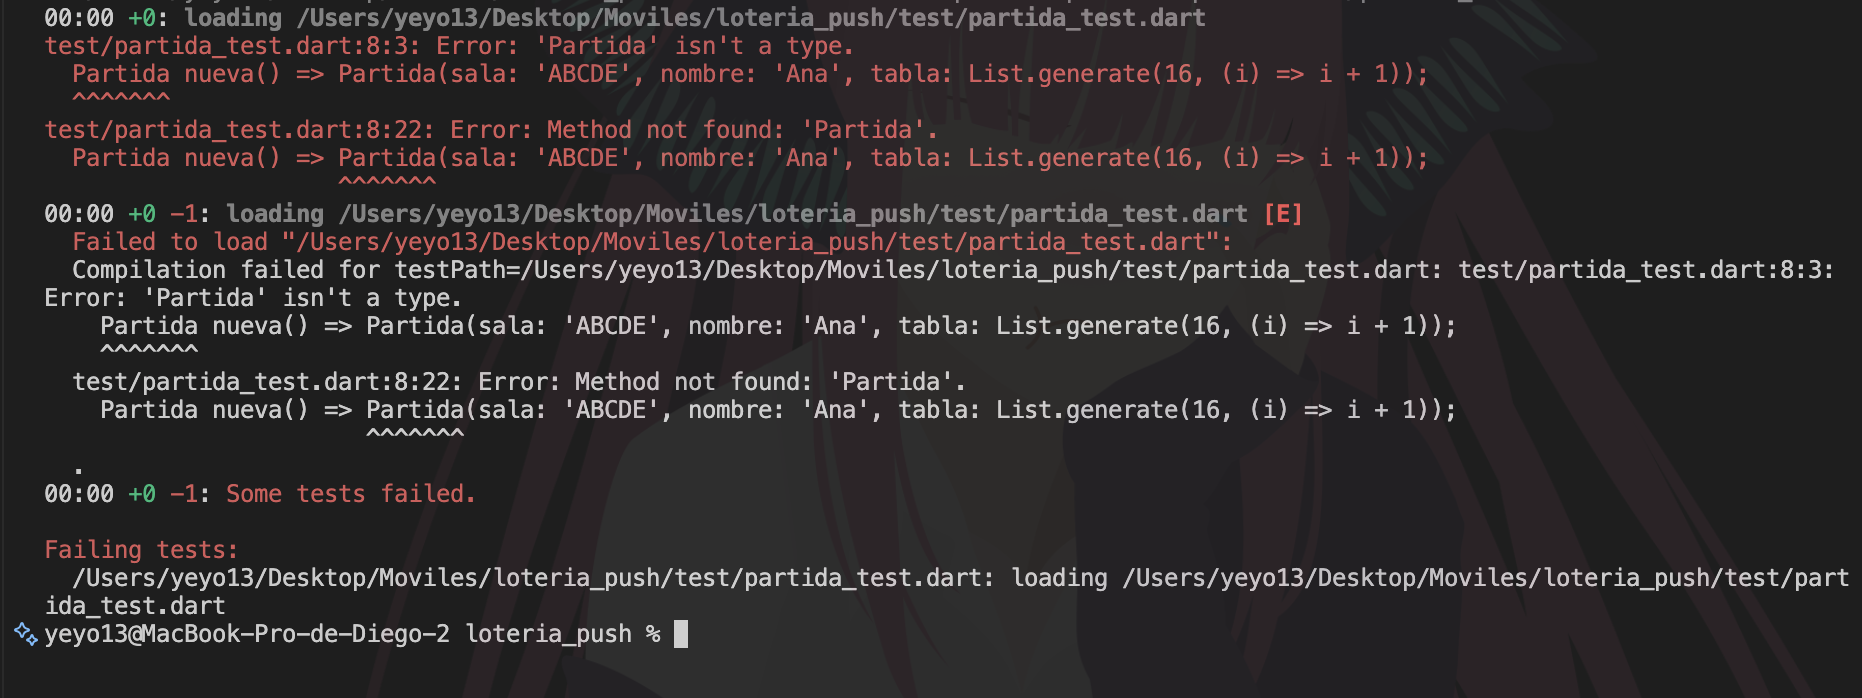 00:00 +0: loading /Users/yeyo13/Desktop/Moviles/loteria_push/test/partida_test.dart
test/partida_test.dart:8:3: Error: 'Partida' isn't a type.
  Partida nueva() => Partida(sala: 'ABCDE', nombre: 'Ana', tabla: List.generate(16, (i) => i + 1));
  ^^^^^^^
test/partida_test.dart:8:22: Error: Method not found: 'Partida'.
  Partida nueva() => Partida(sala: 'ABCDE', nombre: 'Ana', tabla: List.generate(16, (i) => i + 1));
                     ^^^^^^^
00:00 +0 -1: loading /Users/yeyo13/Desktop/Moviles/loteria_push/test/partida_test.dart [E]
  Failed to load "/Users/yeyo13/Desktop/Moviles/loteria_push/test/partida_test.dart":
  Compilation failed for testPath=/Users/yeyo13/Desktop/Moviles/loteria_push/test/partida_test.dart: test/partida_test.dart:8:3:
Error: 'Partida' isn't a type.
    Partida nueva() => Partida(sala: 'ABCDE', nombre: 'Ana', tabla: List.generate(16, (i) => i + 1));
    ^^^^^^^
  test/partida_test.dart:8:22: Error: Method not found: 'Partida'.
    Partida nueva() => Partida(sala: 'ABCDE', nombre: 'Ana', tabla: List.generate(16, (i) => i + 1));
                       ^^^^^^^
  .
00:00 +0 -1: Some tests failed.

Failing tests:
  /Users/yeyo13/Desktop/Moviles/loteria_push/test/partida_test.dart: loading /Users/yeyo13/Desktop/Moviles/loteria_push/test/part
ida_test.dart
yeyo13@MacBook-Pro-de-Diego-2 loteria_push %